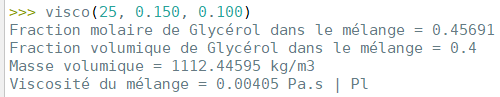 >>> visco(25, 0.150, 0.100)
Fraction molaire de Glycérol dans le mélange = 0.45691
Fraction volumique de Glycérol dans le mélange = 0.4
Masse volumique = 1112.44595 kg/m3
Viscosité du mélange = 0.00405 Pa.s | Pl